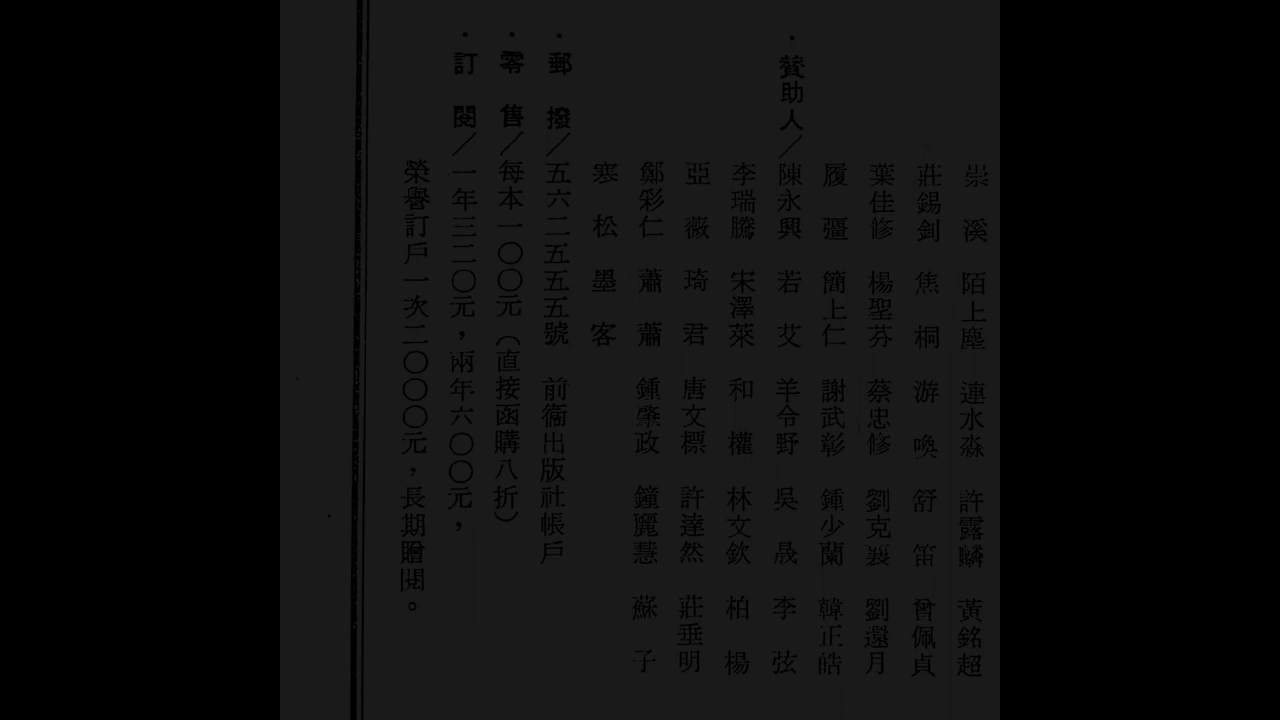 崇溪 陌上塵 連水淼 許露麟 黃銘超
莊錫釗 焦桐 游喚 舒笛 曾佩貞
葉佳修 楊聖芬 蔡忠修 劉克襄 劉還月
履彊 簡上仁 謝武彰 鍾少蘭 韓正皓
・贊助人／陳永興 若艾 羊令野 吳晟 李弦
李瑞騰 宋澤萊 和權 林文欽 柏楊
亞薇 琦君 唐文標 許達然 莊垂明
鄭彩仁 蕭蕭 鍾肇政 鐘麗慧 蘇子
寒松墨客
・郵撥／五六二五五五號 前衛出版社帳戶
・零售／每本一〇〇元（直接函購八折）
・訂閱／一年三二〇元，兩年六〇〇元，
榮譽訂戶一次二〇〇〇元，長期贈閱。